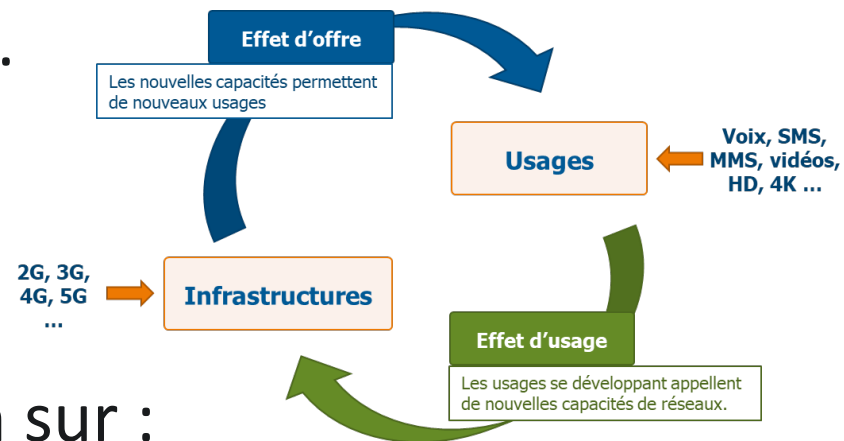 .
Effet d’offre
Les nouvelles capacités permettent
de nouveaux usages
Usages
Voix, SMS,
MMS, vidéos,
HD, 4K ...
2G, 3G,
4G, 5G
...
Infrastructures
Effet d’usage
Les usages se développant appellent
de nouvelles capacités de réseaux.
sur :